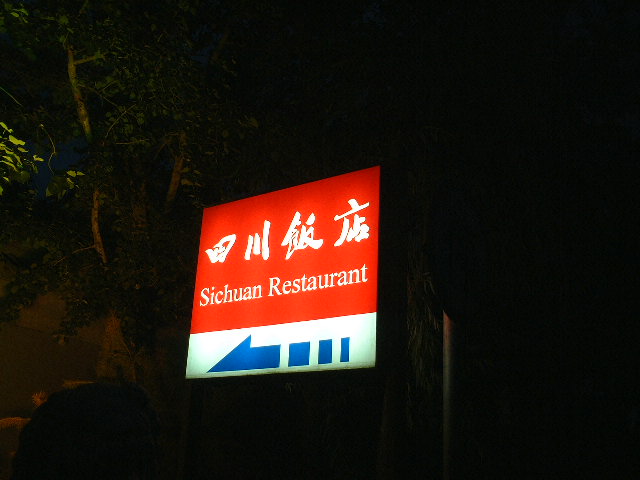 四川飯店
Sichuan Restaurant